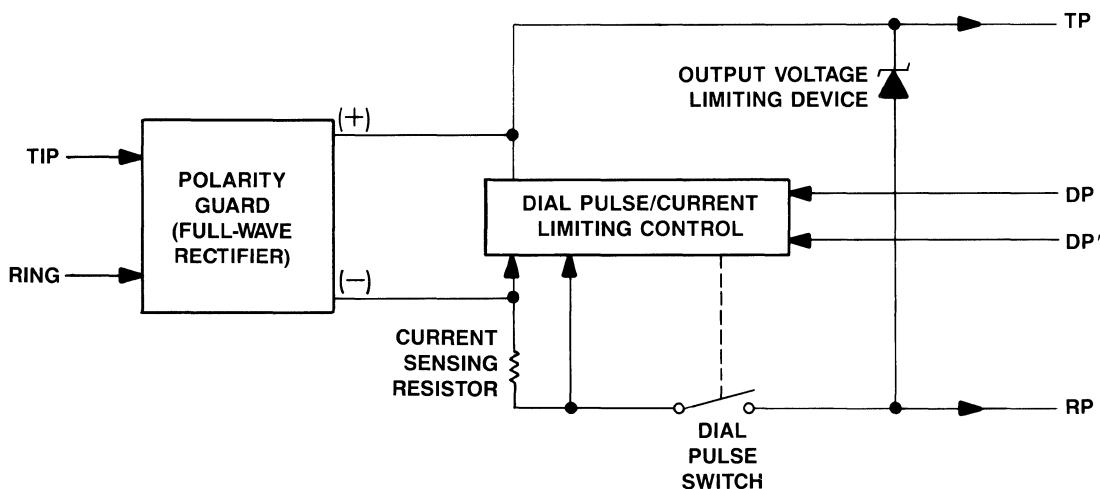 TP
OUTPUT VOLTAGE
LIMITING DEVICE
(+)
TIP
POLARITY
GUARD
(FULL-WAVE
RECTIFIER)
DIAL PULSE/CURRENT
LIMITING CONTROL
DP
DP'
RING
(−)
CURRENT
SENSING
RESISTOR
RP
DIAL
PULSE
SWITCH